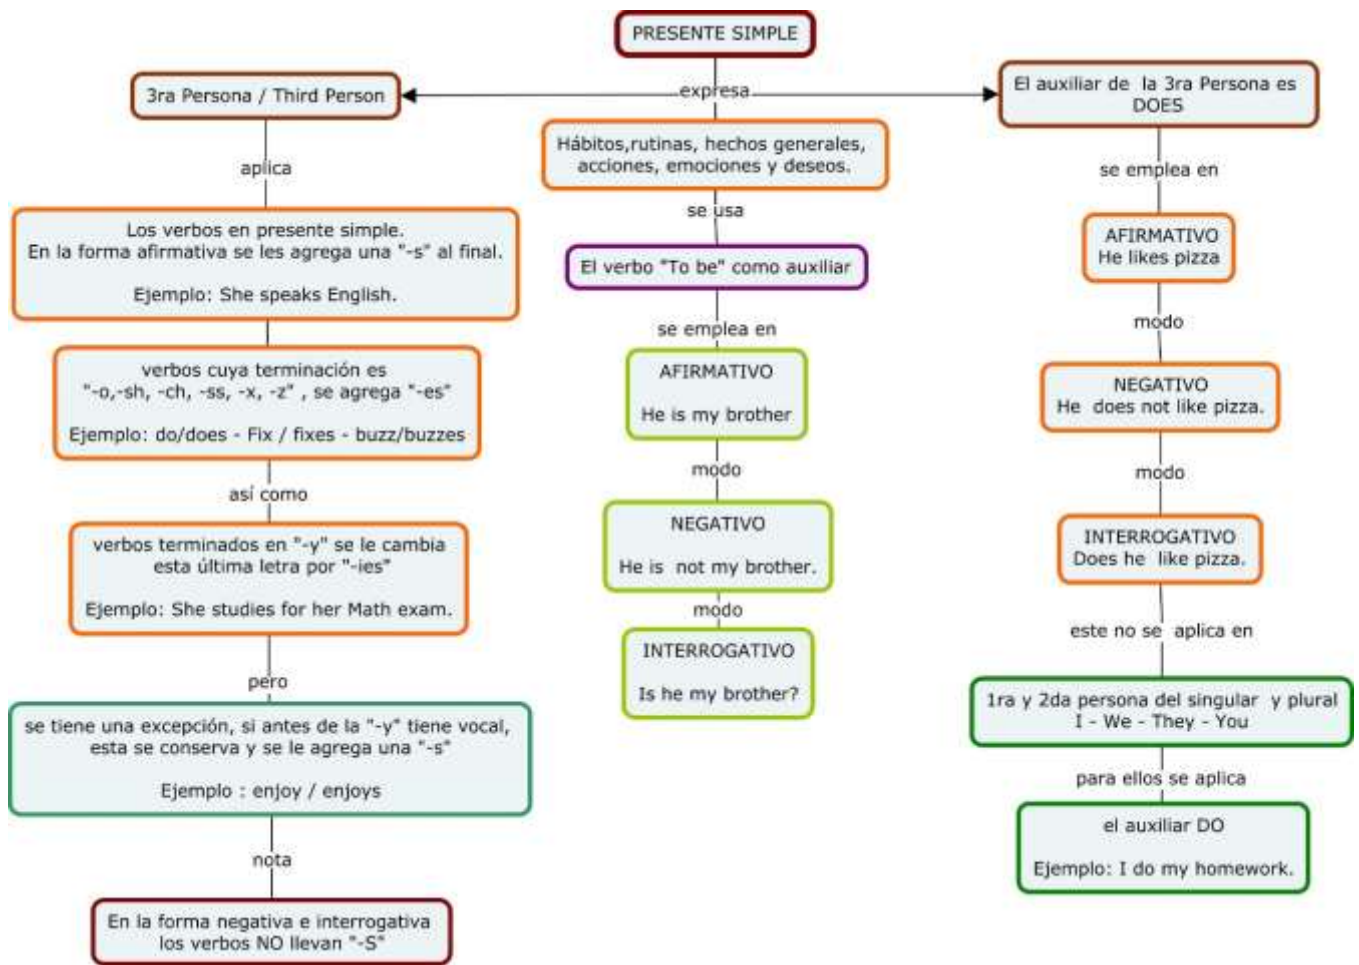 PRESENTE SIMPLE
expresa
3ra Persona / Third Person
aplica
Los verbos en presente simple.
En la forma afirmativa se les agrega una "-s" al final.
Ejemplo: She speaks English.
verbos cuya terminación es
"-o,-sh, -ch, -ss, -x, -z" , se agrega "-es"
Ejemplo: do/does - Fix / fixes - buzz/buzzes
así como
verbos terminados en "-y" se le cambia
esta última letra por "-ies"
Ejemplo: She studies for her Math exam.
pero
se tiene una excepción, si antes de la "-y" tiene vocal,
esta se conserva y se le agrega una "-s"
Ejemplo : enjoy / enjoys
nota
En la forma negativa e interrogativa
los verbos NO llevan "-S"
Hábitos,rutinas, hechos generales,
acciones, emociones y deseos.
se usa
El verbo "To be" como auxiliar
se emplea en
AFIRMATIVO
He is my brother
modo
NEGATIVO
He is  not my brother.
modo
INTERROGATIVO
Is he my brother?
El auxiliar de  la 3ra Persona es
DOES
se emplea en
AFIRMATIVO
He likes pizza
modo
NEGATIVO
He  does not like pizza.
modo
INTERROGATIVO
Does he  like pizza.
este no se  aplica en
1ra y 2da persona del singular  y plural
I - We - They - You
para ellos se aplica
el auxiliar DO
Ejemplo: I do my homework.